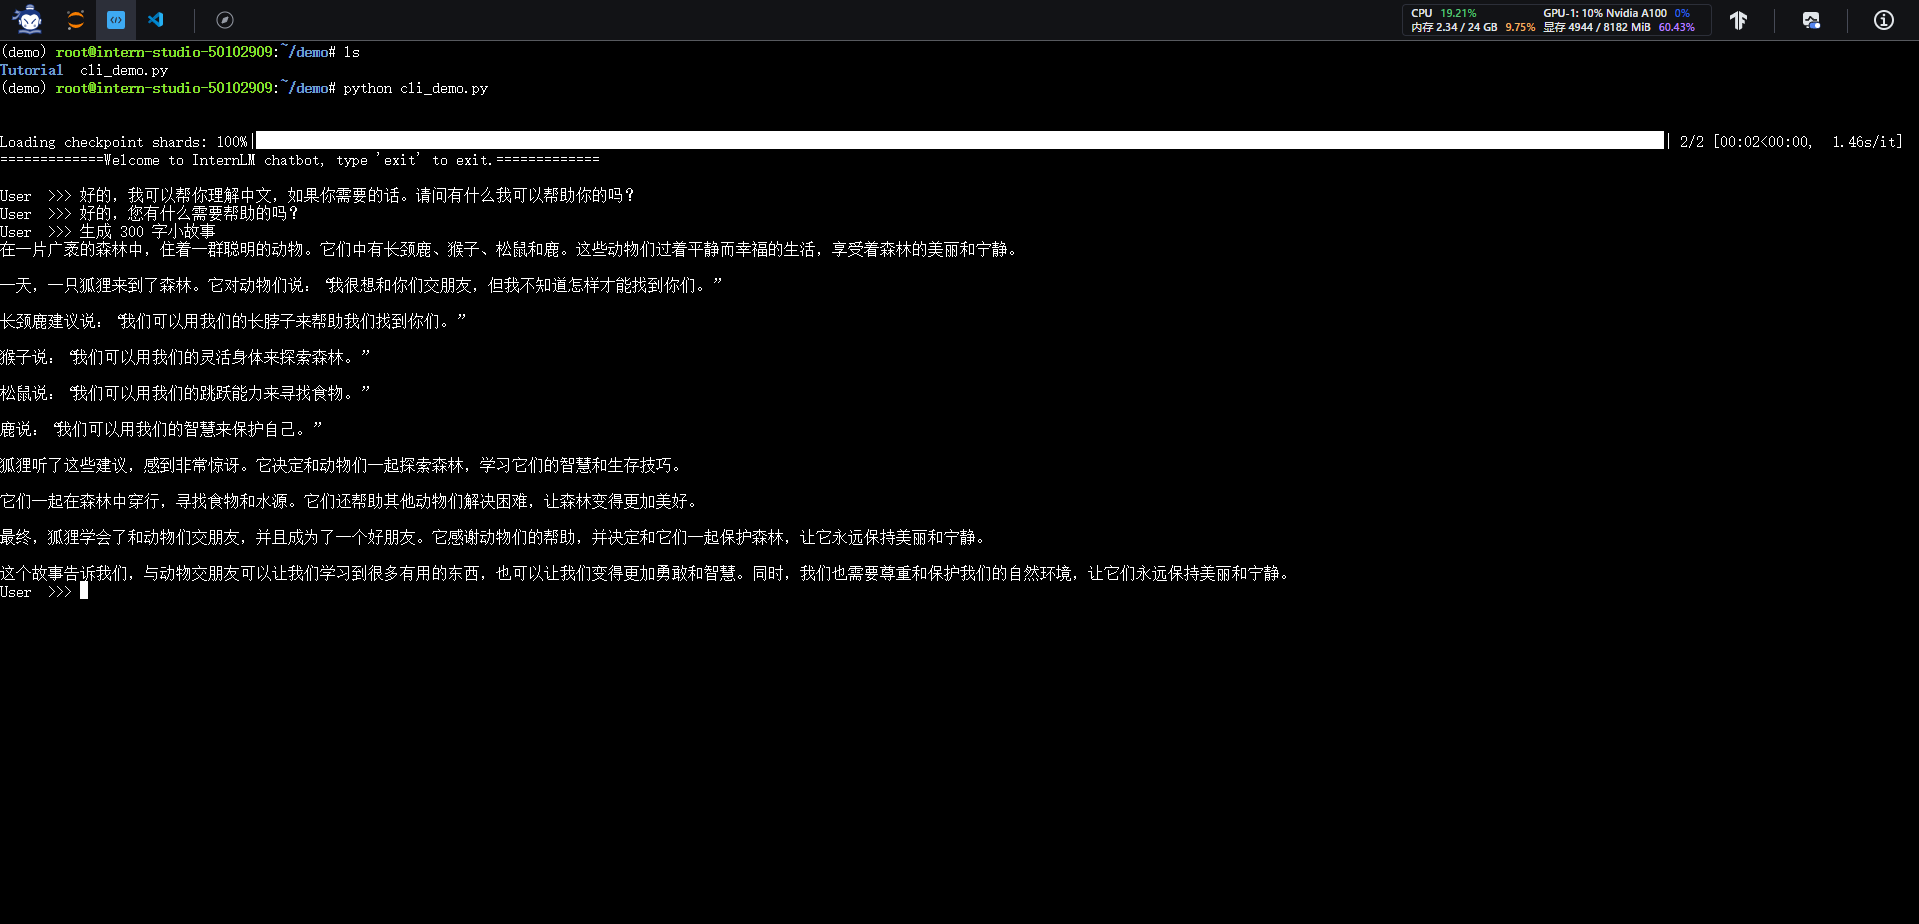 CPU 19.21% GPU-1: 10% Nvidia A100 0%
内存 2.34 / 24 GB 9.75% 显存 4944 / 8182 MiB 60.43%
(demo) root@intern-studio-50102909:~/demo# ls
Tutorial cli_demo.py
(demo) root@intern-studio-50102909:~/demo# python cli_demo.py
Loading checkpoint shards: 100%| | 2/2 [00:02<00:00, 1.46s/it]
=============Welcome to InternLM chatbot, type 'exit' to exit.=============
User >>> 好的，我可以帮你理解中文，如果你需要的话。请问有什么我可以帮助你的吗？
User >>> 好的，您有什么需要帮助的吗？
User >>> 生成 300 字小故事
在一片广袤的森林中，住着一群聪明的动物。它们中有长颈鹿、猴子、松鼠和鹿。这些动物们过着平静而幸福的生活，享受着森林的美丽和宁静。
一天，一只狐狸来到了森林。它对动物们说：“我很想和你们交朋友，但我不知道怎样才能找到你们。”
长颈鹿建议说：“我们可以用我们的长脖子来帮助我们找到你们。”
猴子说：“我们可以用我们的灵活身体来探索森林。”
松鼠说：“我们可以用我们的跳跃能力来寻找食物。”
鹿说：“我们可以用我们的智慧来保护自己。”
狐狸听了这些建议，感到非常惊讶。它决定和动物们一起探索森林，学习它们的智慧和生存技巧。
它们一起在森林中穿行，寻找食物和水源。它们还帮助其他动物们解决困难，让森林变得更加美好。
最终，狐狸学会了和动物们交朋友，并且成为了一个好朋友。它感谢动物们的帮助，并决定和它们一起保护森林，让它永远保持美丽和宁静。
这个故事告诉我们，与动物交朋友可以让我们学习到很多有用的东西，也可以让我们变得更加勇敢和智慧。同时，我们也需要尊重和保护我们的自然环境，让它们永远保持美丽和宁静。
User >>>